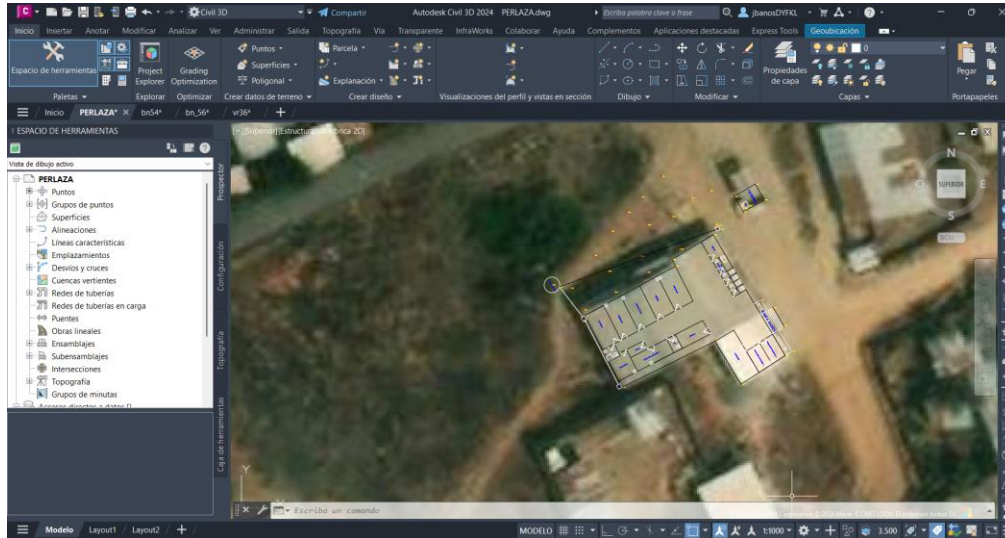 Civil 3D
Compartir
Autodesk Civil 3D 2024 PERLAZA.dwg
Escriba palabra clave o frase
jbanosDYFKL
Inicio Insertar Anotar Modificar Analizar Ver Administrar Salida Topografía Vía Transparente InfraWorks Colaborar Ayuda Complementos Aplicaciones destacadas Express Tools Geoubicación
Espacio de herramientas
Project Explorer
Grading Optimization
Puntos
Superficies
Poligonal
Parcela
Explanación
Propiedades de capa
0
Pegar
Paletas Explorar Optimizar Crear datos de terreno Crear diseño Visualizaciones del perfil y vistas en sección Dibujo Modificar Capas Portapapeles
Inicio PERLAZA* bn54* bn_56* vr36*
ESPACIO DE HERRAMIENTAS
Vista de dibujo activo
PERLAZA
Puntos
Grupos de puntos
Superficies
Alineaciones
Líneas características
Emplazamientos
Desvíos y cruces
Cuencas vertientes
Redes de tuberías
Redes de tuberías en carga
Puentes
Obras lineales
Ensamblajes
Subensamblajes
Intersecciones
Topografía
Grupos de minutas
Accesos directos a datos []
Prospector
Configuración
Topografía
Caja de herramientas
N
E
S
O
SUPERIOR
SCU
Y
X
Escriba un comando
Modelo Layout1 Layout2
MODELO
1:1000
3.500